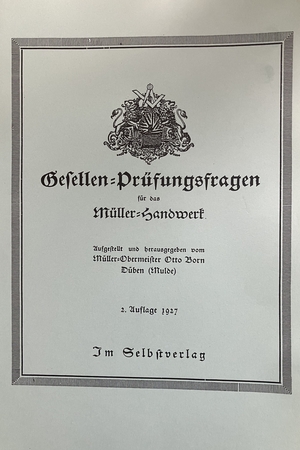 Gesellen-Prüfungsfragen
für das
Müller-Handwerk
Aufgestellt und herausgegeben vom
Müller-Obermeister Otto Born
Düben (Mulde)
2. Auflage 1927
Im Selbstverlag